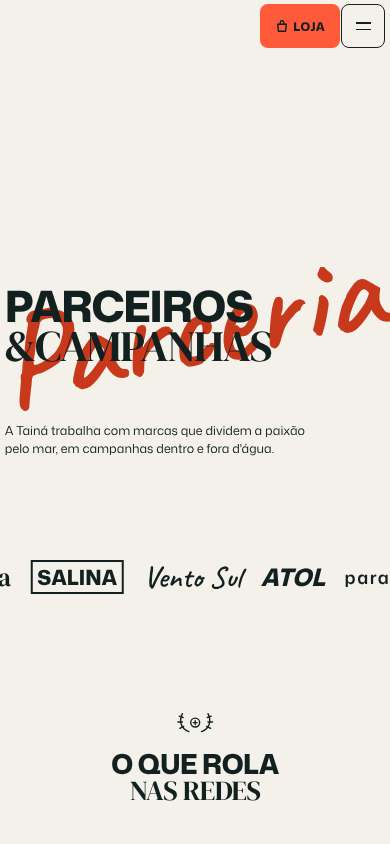 LOJA
Parceria
PARCEIROS
&CAMPANHAS
A Tainá trabalha com marcas que dividem a paixão
pelo mar, em campanhas dentro e fora d'água.
a SALINA Vento Sul ATOL para
O QUE ROLA
NAS REDES